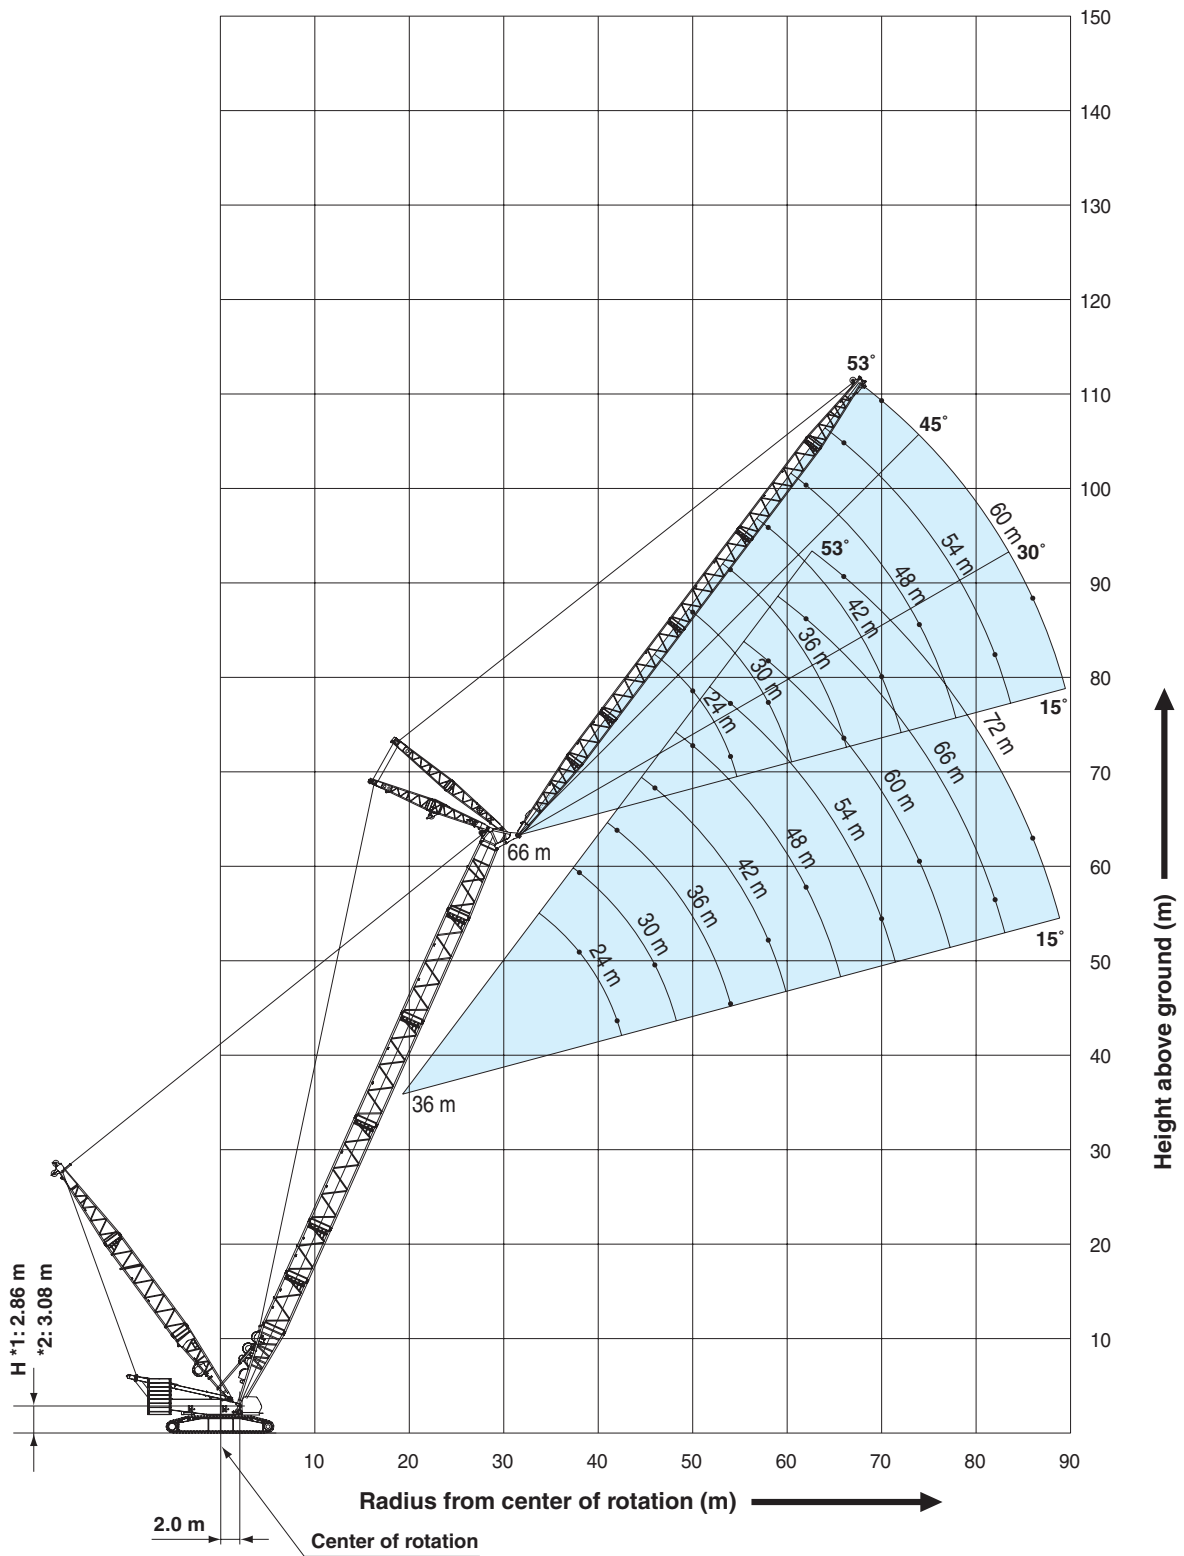 150
140
130
120
53°
110
45°
100
60 m
54 m
30°
53°
48 m
90
42 m
36 m
30 m
80
24 m
15°
72 m
66 m
70
60 m
54 m
48 m
66 m
42 m
60
36 m
30 m
15°
24 m
50
40
36 m
30
20
10
Height above ground (m)
H *1: 2.86 m
*2: 3.08 m
10 20 30 40 50 60 70 80 90
Radius from center of rotation (m)
2.0 m
Center of rotation